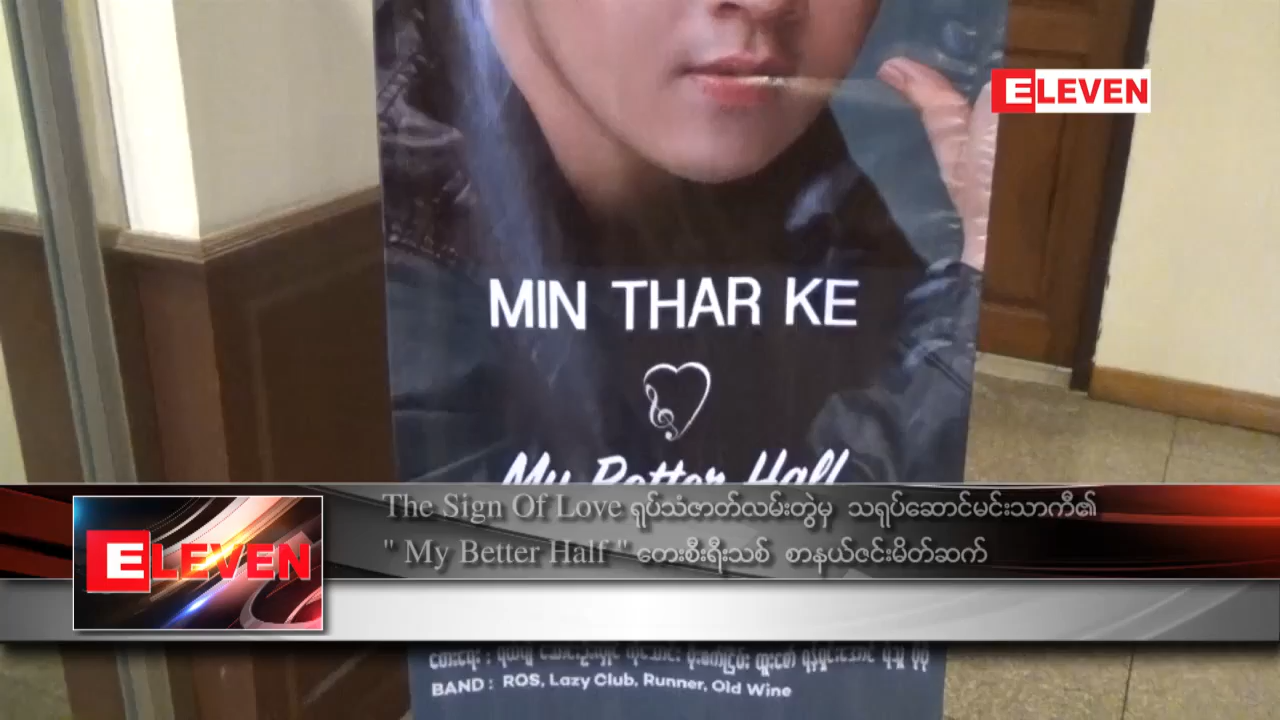 ELEVEN
MIN THAR KE
My Better Half
The Sign Of Love ရုပ်သံဇာတ်လမ်းတွဲမှ သရုပ်ဆောင်မင်းသာကီ၏
" My Better Half " တေးစီးရီးသစ် စာနယ်ဇင်းမိတ်ဆက်
ELEVEN
BAND : ROS, Lazy Club, Runner, Old Wine